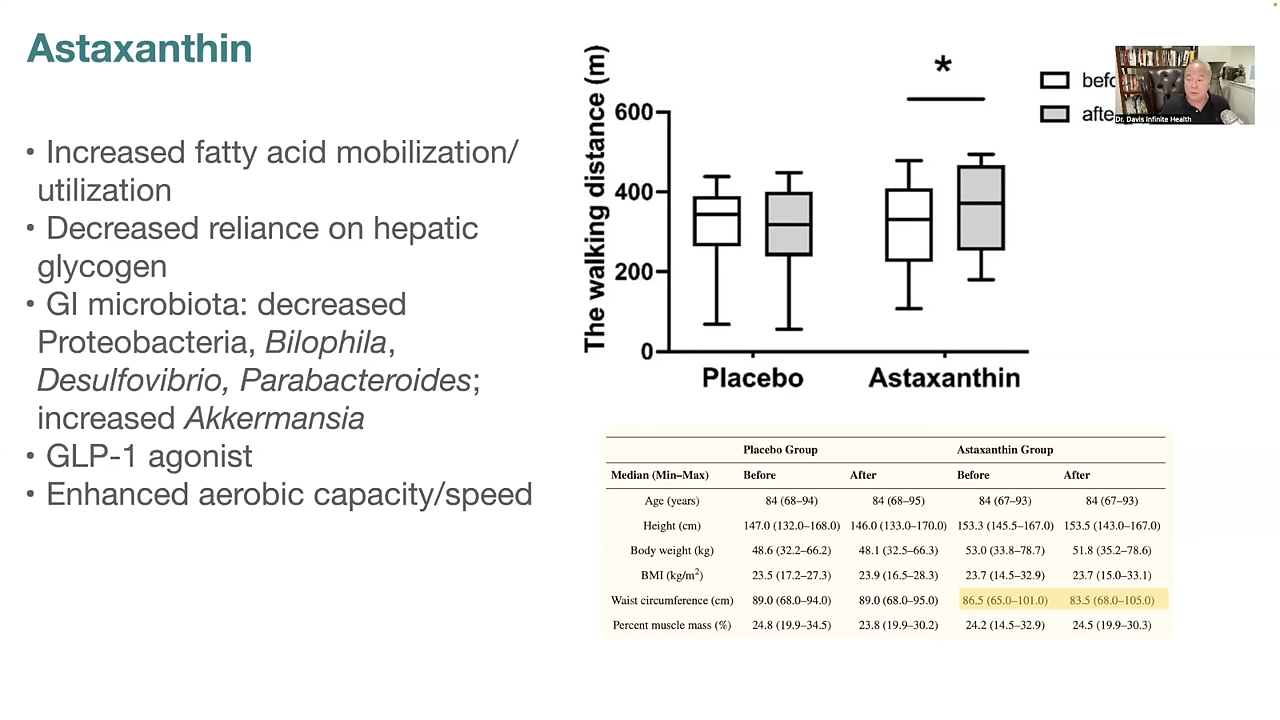 Astaxanthin
• Increased fatty acid mobilization/
utilization
• Decreased reliance on hepatic
glycogen
• GI microbiota: decreased
Proteobacteria, Bilophila,
Desulfovibrio, Parabacteroides;
increased Akkermansia
• GLP-1 agonist
• Enhanced aerobic capacity/speed
The walking distance (m)
600
400
200
0
*
Placebo
Astaxanthin
Dr. Davis Infinite Health
Placebo Group Astaxanthin Group
Median (Min–Max) Before After Before After
Age (years) 84 (68–94) 84 (68–95) 84 (67–93) 84 (67–93)
Height (cm) 147.0 (132.0–168.0) 146.0 (133.0–170.0) 153.3 (145.5–167.0) 153.5 (143.0–167.0)
Body weight (kg) 48.6 (32.2–66.2) 48.1 (32.5–66.3) 53.0 (33.8–78.7) 51.8 (35.2–78.6)
BMI (kg/m²) 23.5 (17.2–27.3) 23.9 (16.5–28.3) 23.7 (14.5–32.9) 23.7 (15.0–33.1)
Waist circumference (cm) 89.0 (68.0–94.0) 89.0 (68.0–95.0) 86.5 (65.0–101.0) 83.5 (68.0–105.0)
Percent muscle mass (%) 24.8 (19.9–34.5) 23.8 (19.9–30.2) 24.2 (14.5–32.9) 24.5 (19.9–30.3)